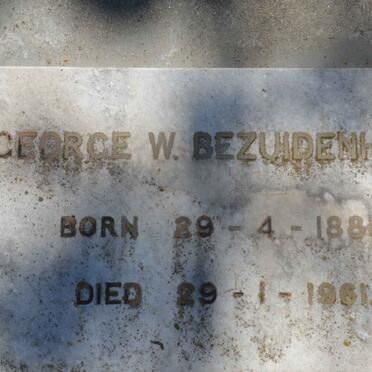 GEORGE W. BEZUIDENH
BORN 29 - 4 - 188
DIED 29 - 1 - 1961.